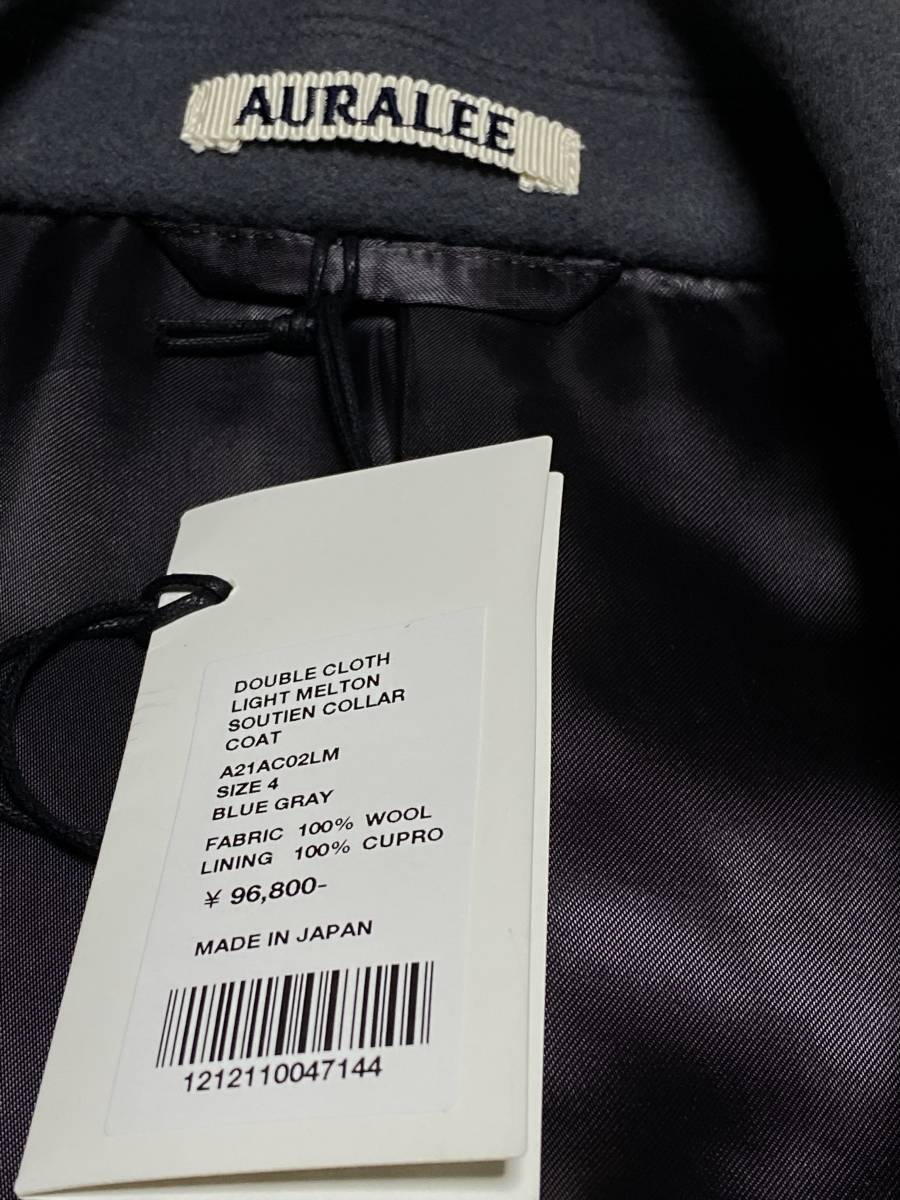 AURALEE
DOUBLE CLOTH
LIGHT MELTON
SOUTIEN COLLAR
COAT
A21AC02LM
SIZE 4
BLUE GRAY
FABRIC 100% WOOL
LINING 100% CUPRO
¥ 96,800-
MADE IN JAPAN
1212110047144